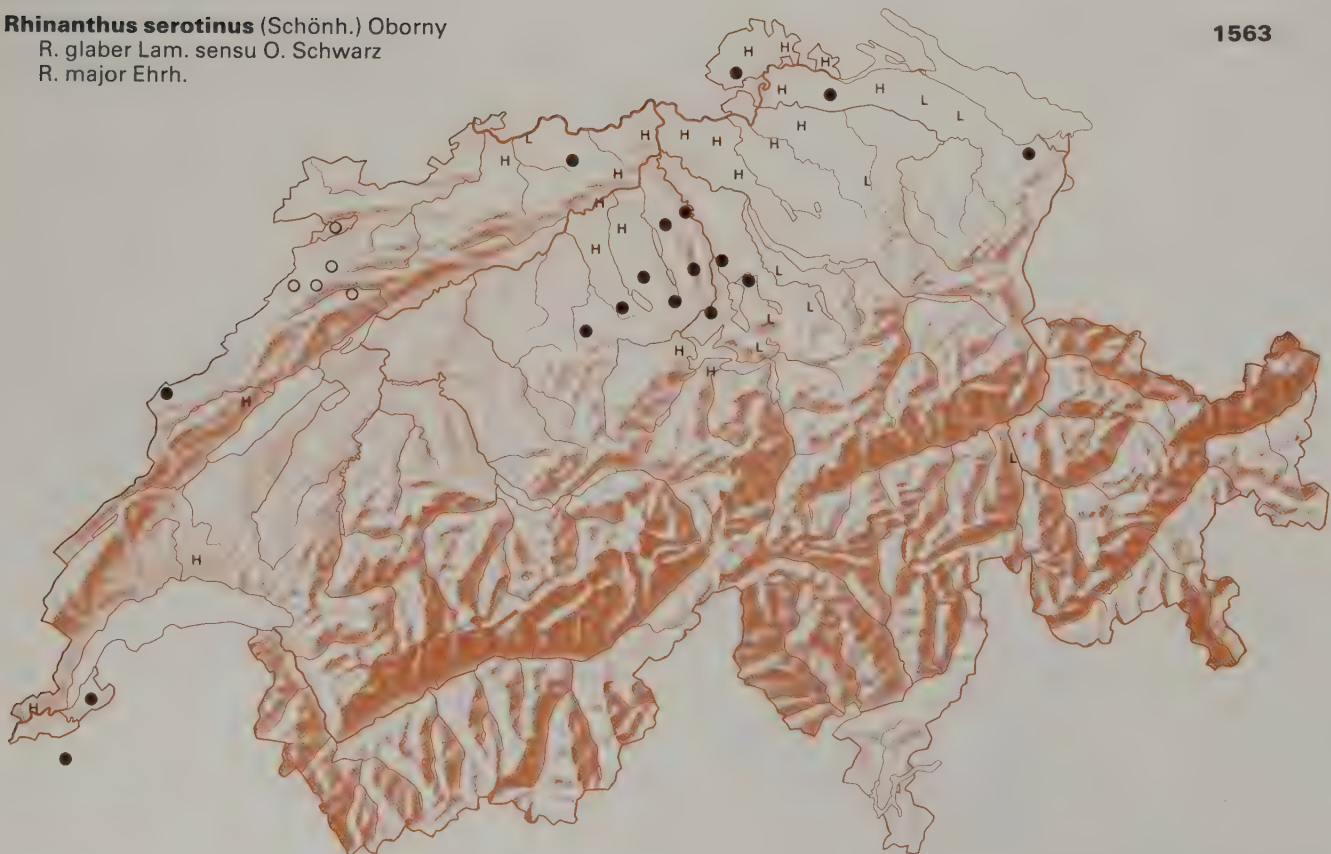 Rhinanthus serotinus (Schönh.) Oborny
R. glaber Lam. sensu O. Schwarz
R. major Ehrh.
1563
H H
H
H H L
L
L
H H H H H
H H
H L
H
H
H
L
L L
H L
H
H
L
H
H